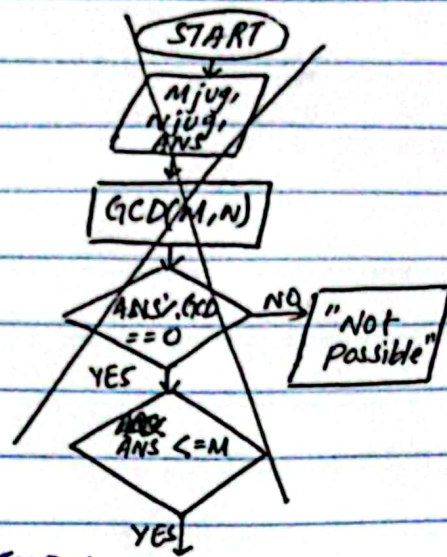 START
Mjug,
Njug,
ANS
GCD(M,N)
ANS%GCD
==0
NO
"Not
possible"
YES
ANS <=M
YES